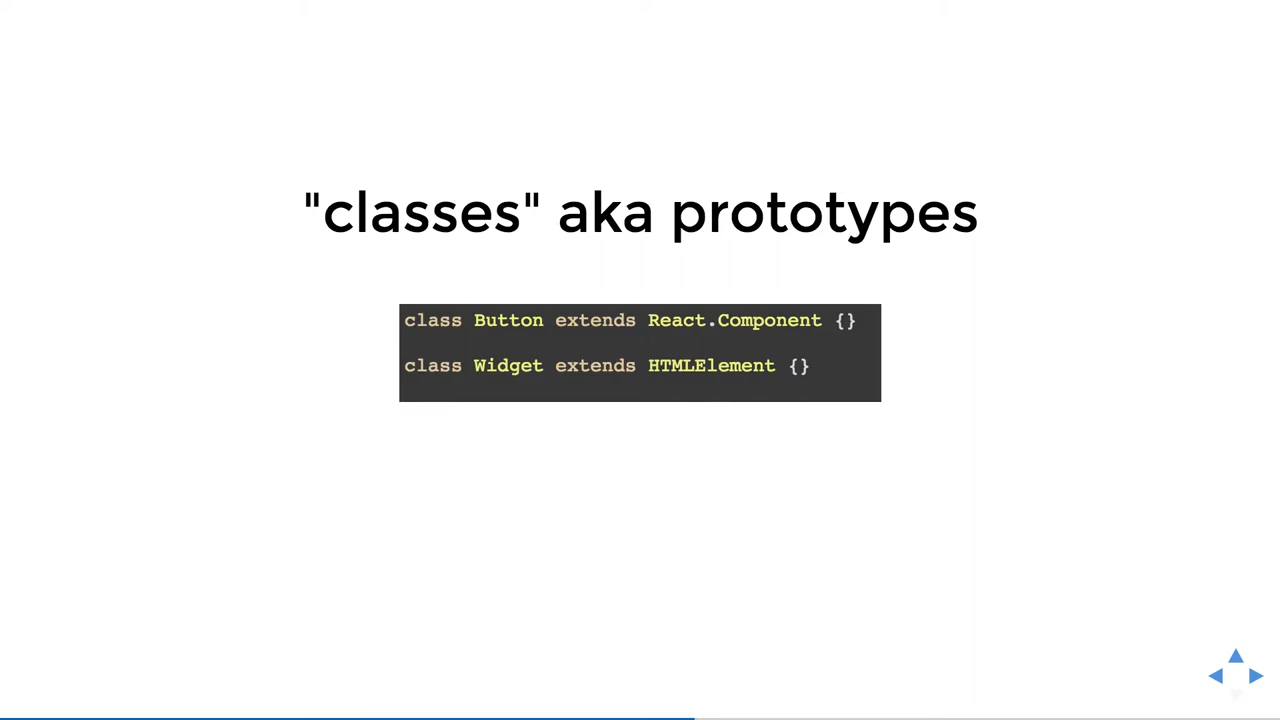 "classes" aka prototypes
class Button extends React.Component {}
class Widget extends HTMLElement {}